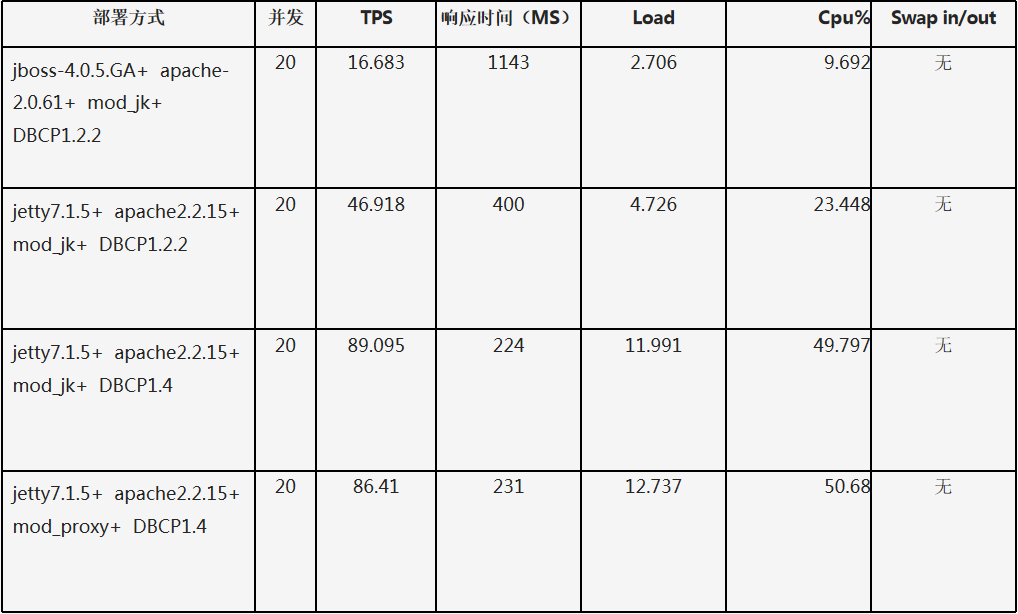 部署方式 并发 TPS 响应时间（MS） Load Cpu% Swap in/out
jboss-4.0.5.GA+ apache- 20 16.683 1143 2.706 9.692 无
2.0.61+ mod_jk+
DBCP1.2.2
jetty7.1.5+ apache2.2.15+ 20 46.918 400 4.726 23.448 无
mod_jk+ DBCP1.2.2
jetty7.1.5+ apache2.2.15+ 20 89.095 224 11.991 49.797 无
mod_jk+ DBCP1.4
jetty7.1.5+ apache2.2.15+ 20 86.41 231 12.737 50.68 无
mod_proxy+ DBCP1.4